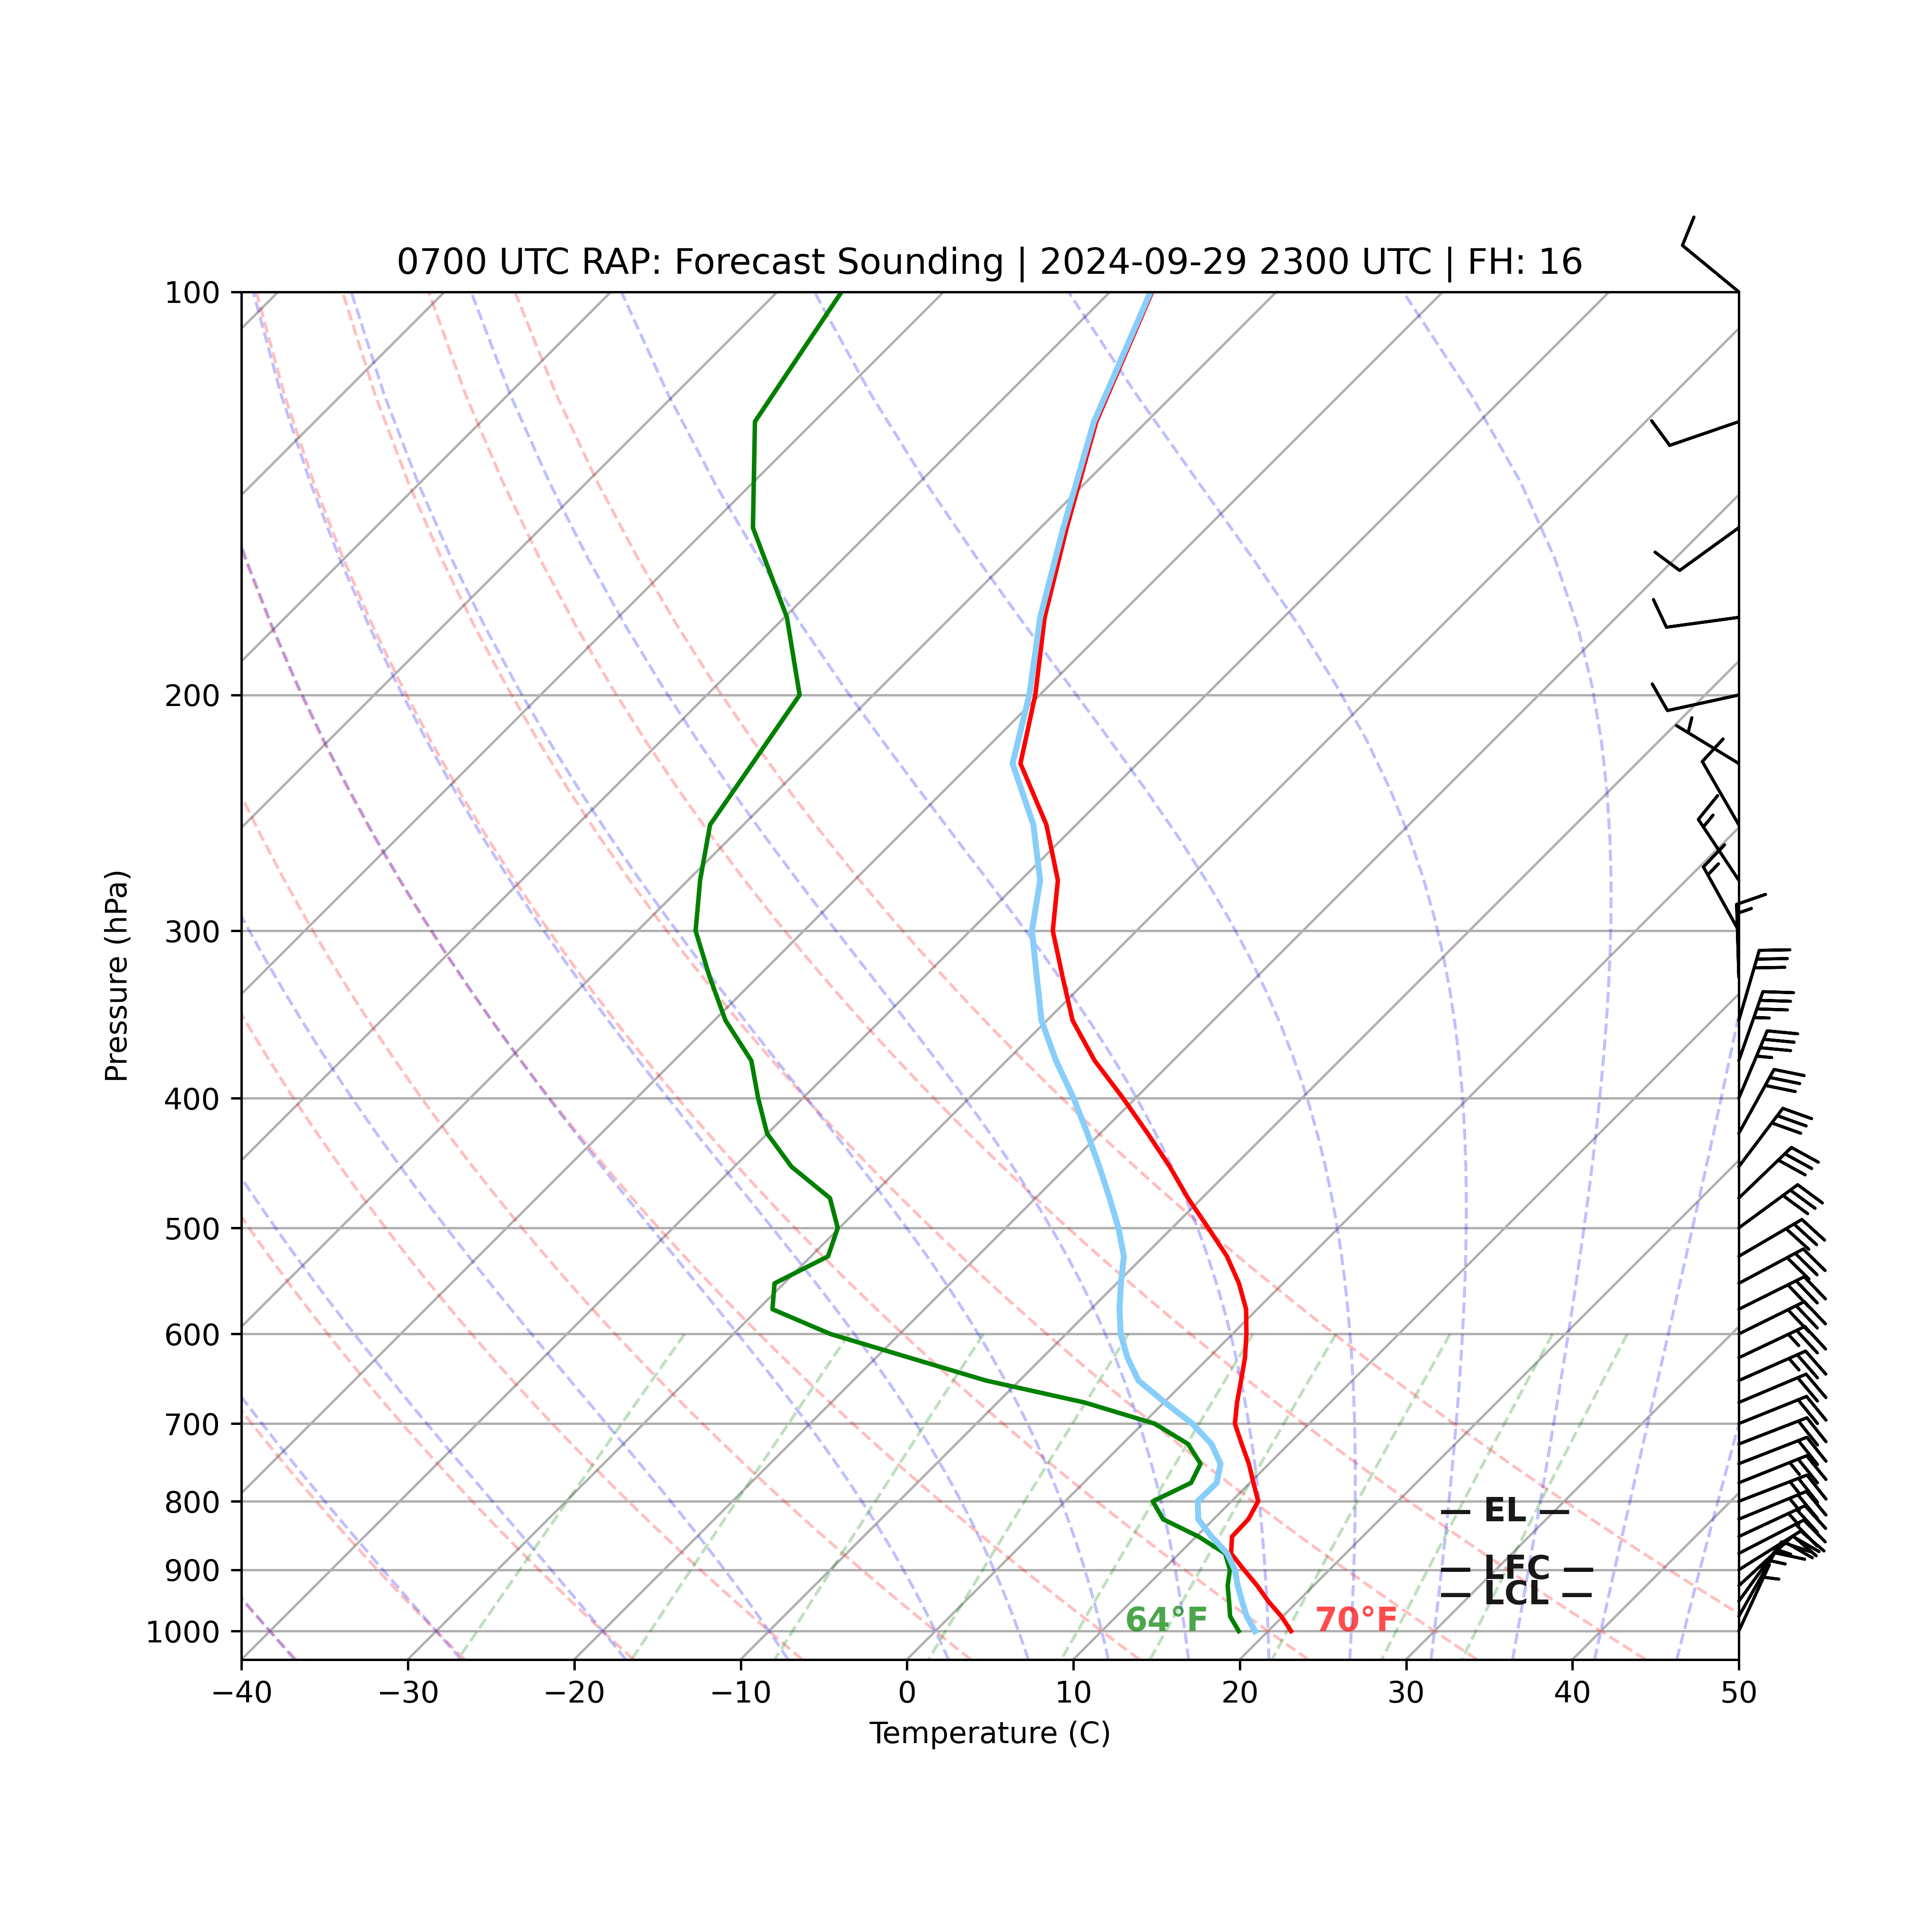 0700 UTC RAP: Forecast Sounding | 2024-09-29 2300 UTC | FH: 16
100
200
300
400
500
600
700
800
900
1000
Pressure (hPa)
— EL —
— LFC —
— LCL —
64°F
70°F
−40
−30
−20
−10
0
10
20
30
40
50
Temperature (C)